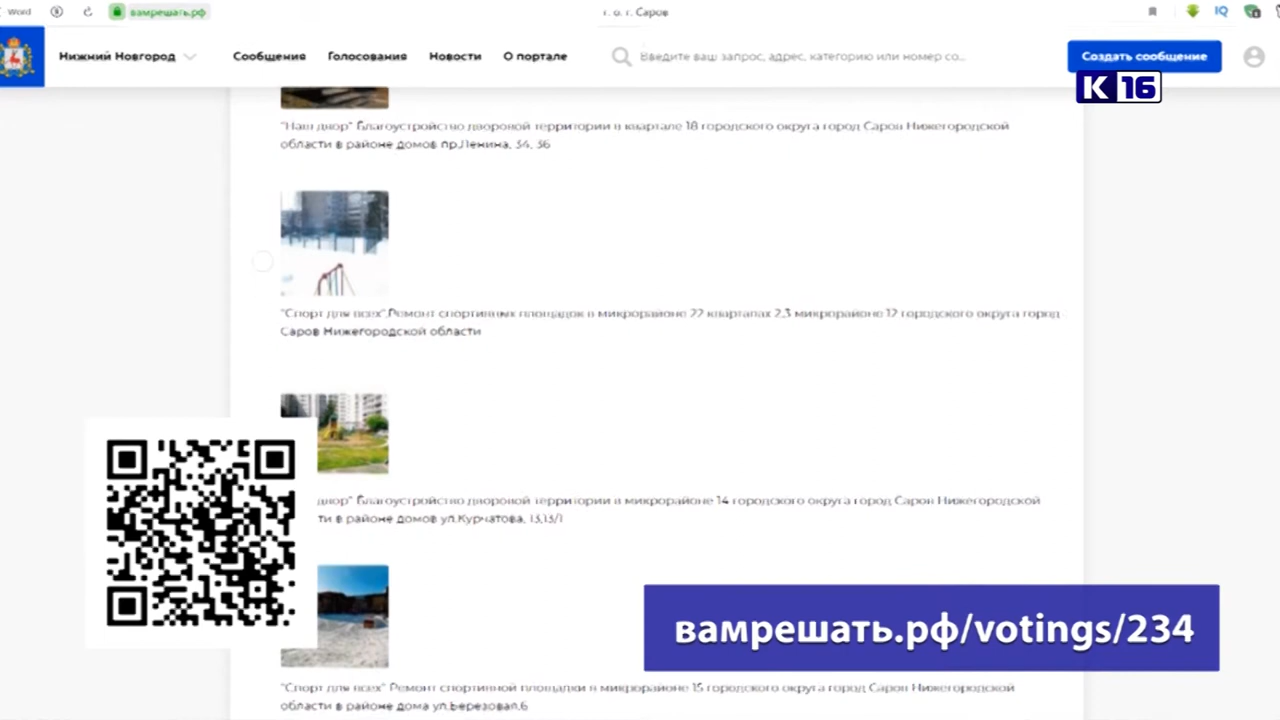 Word
вамрешать.рф
г. о. г. Саров
Нижний Новгород
Сообщения
Голосования
Новости
О портале
Введите ваш запрос, адрес, категорию или номер со...
Создать сообщение
К 16
"Наш двор" Благоустройство дворовой территории в квартале 18 городского округа город Саров Нижегородской
области в районе домов пр.Ленина, 34, 36
"Спорт для всех".Ремонт спортивных площадок в микрорайоне 22 кварталах 2,3 микрорайоне 12 городского округа город
Саров Нижегородской области
двор" Благоустройство дворовой территории в микрорайоне 14 городского округа город Саров Нижегородской
ти в районе домов ул.Курчатова, 13,13/1
вамрешать.рф/votings/234
"Спорт для всех" Ремонт спортивной площадки в микрорайоне 15 городского округа город Саров Нижегородской
области в районе дома ул.Березовая,6